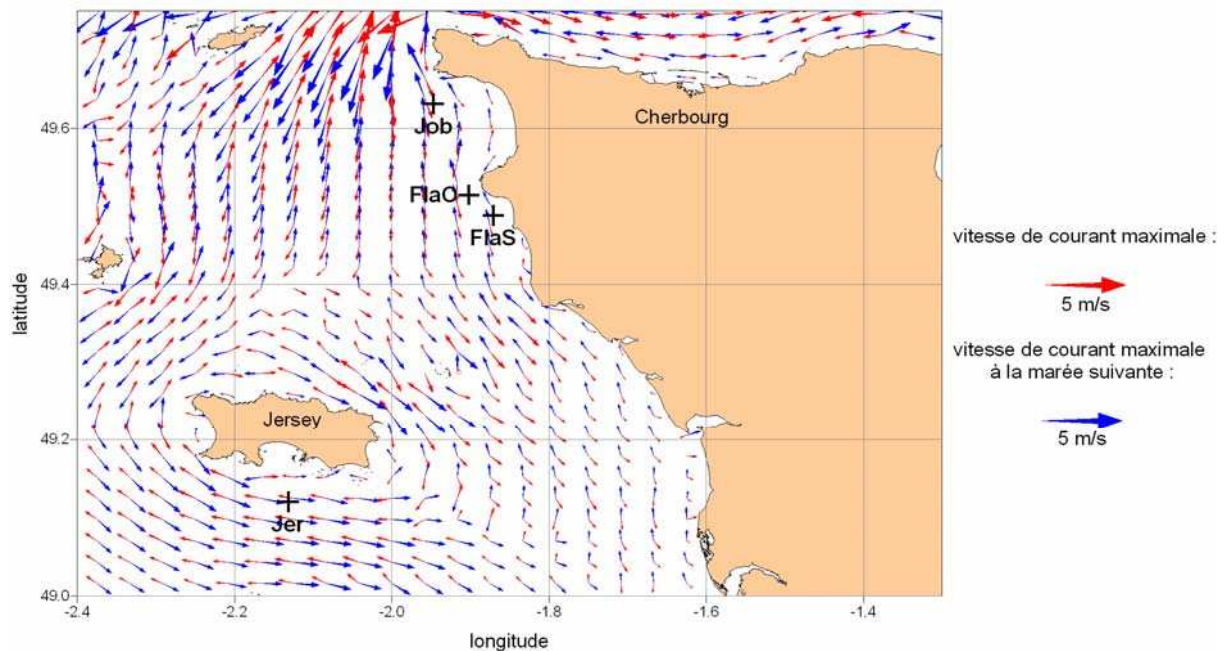 Cherbourg
Job
FlaO
FlaS
Jersey
Jer
latitude
49.6
49.4
49.2
49.0
-2.4
-2.2
-2.0
-1.8
-1.6
-1.4
longitude
vitesse de courant maximale :
5 m/s
vitesse de courant maximale
à la marée suivante :
5 m/s